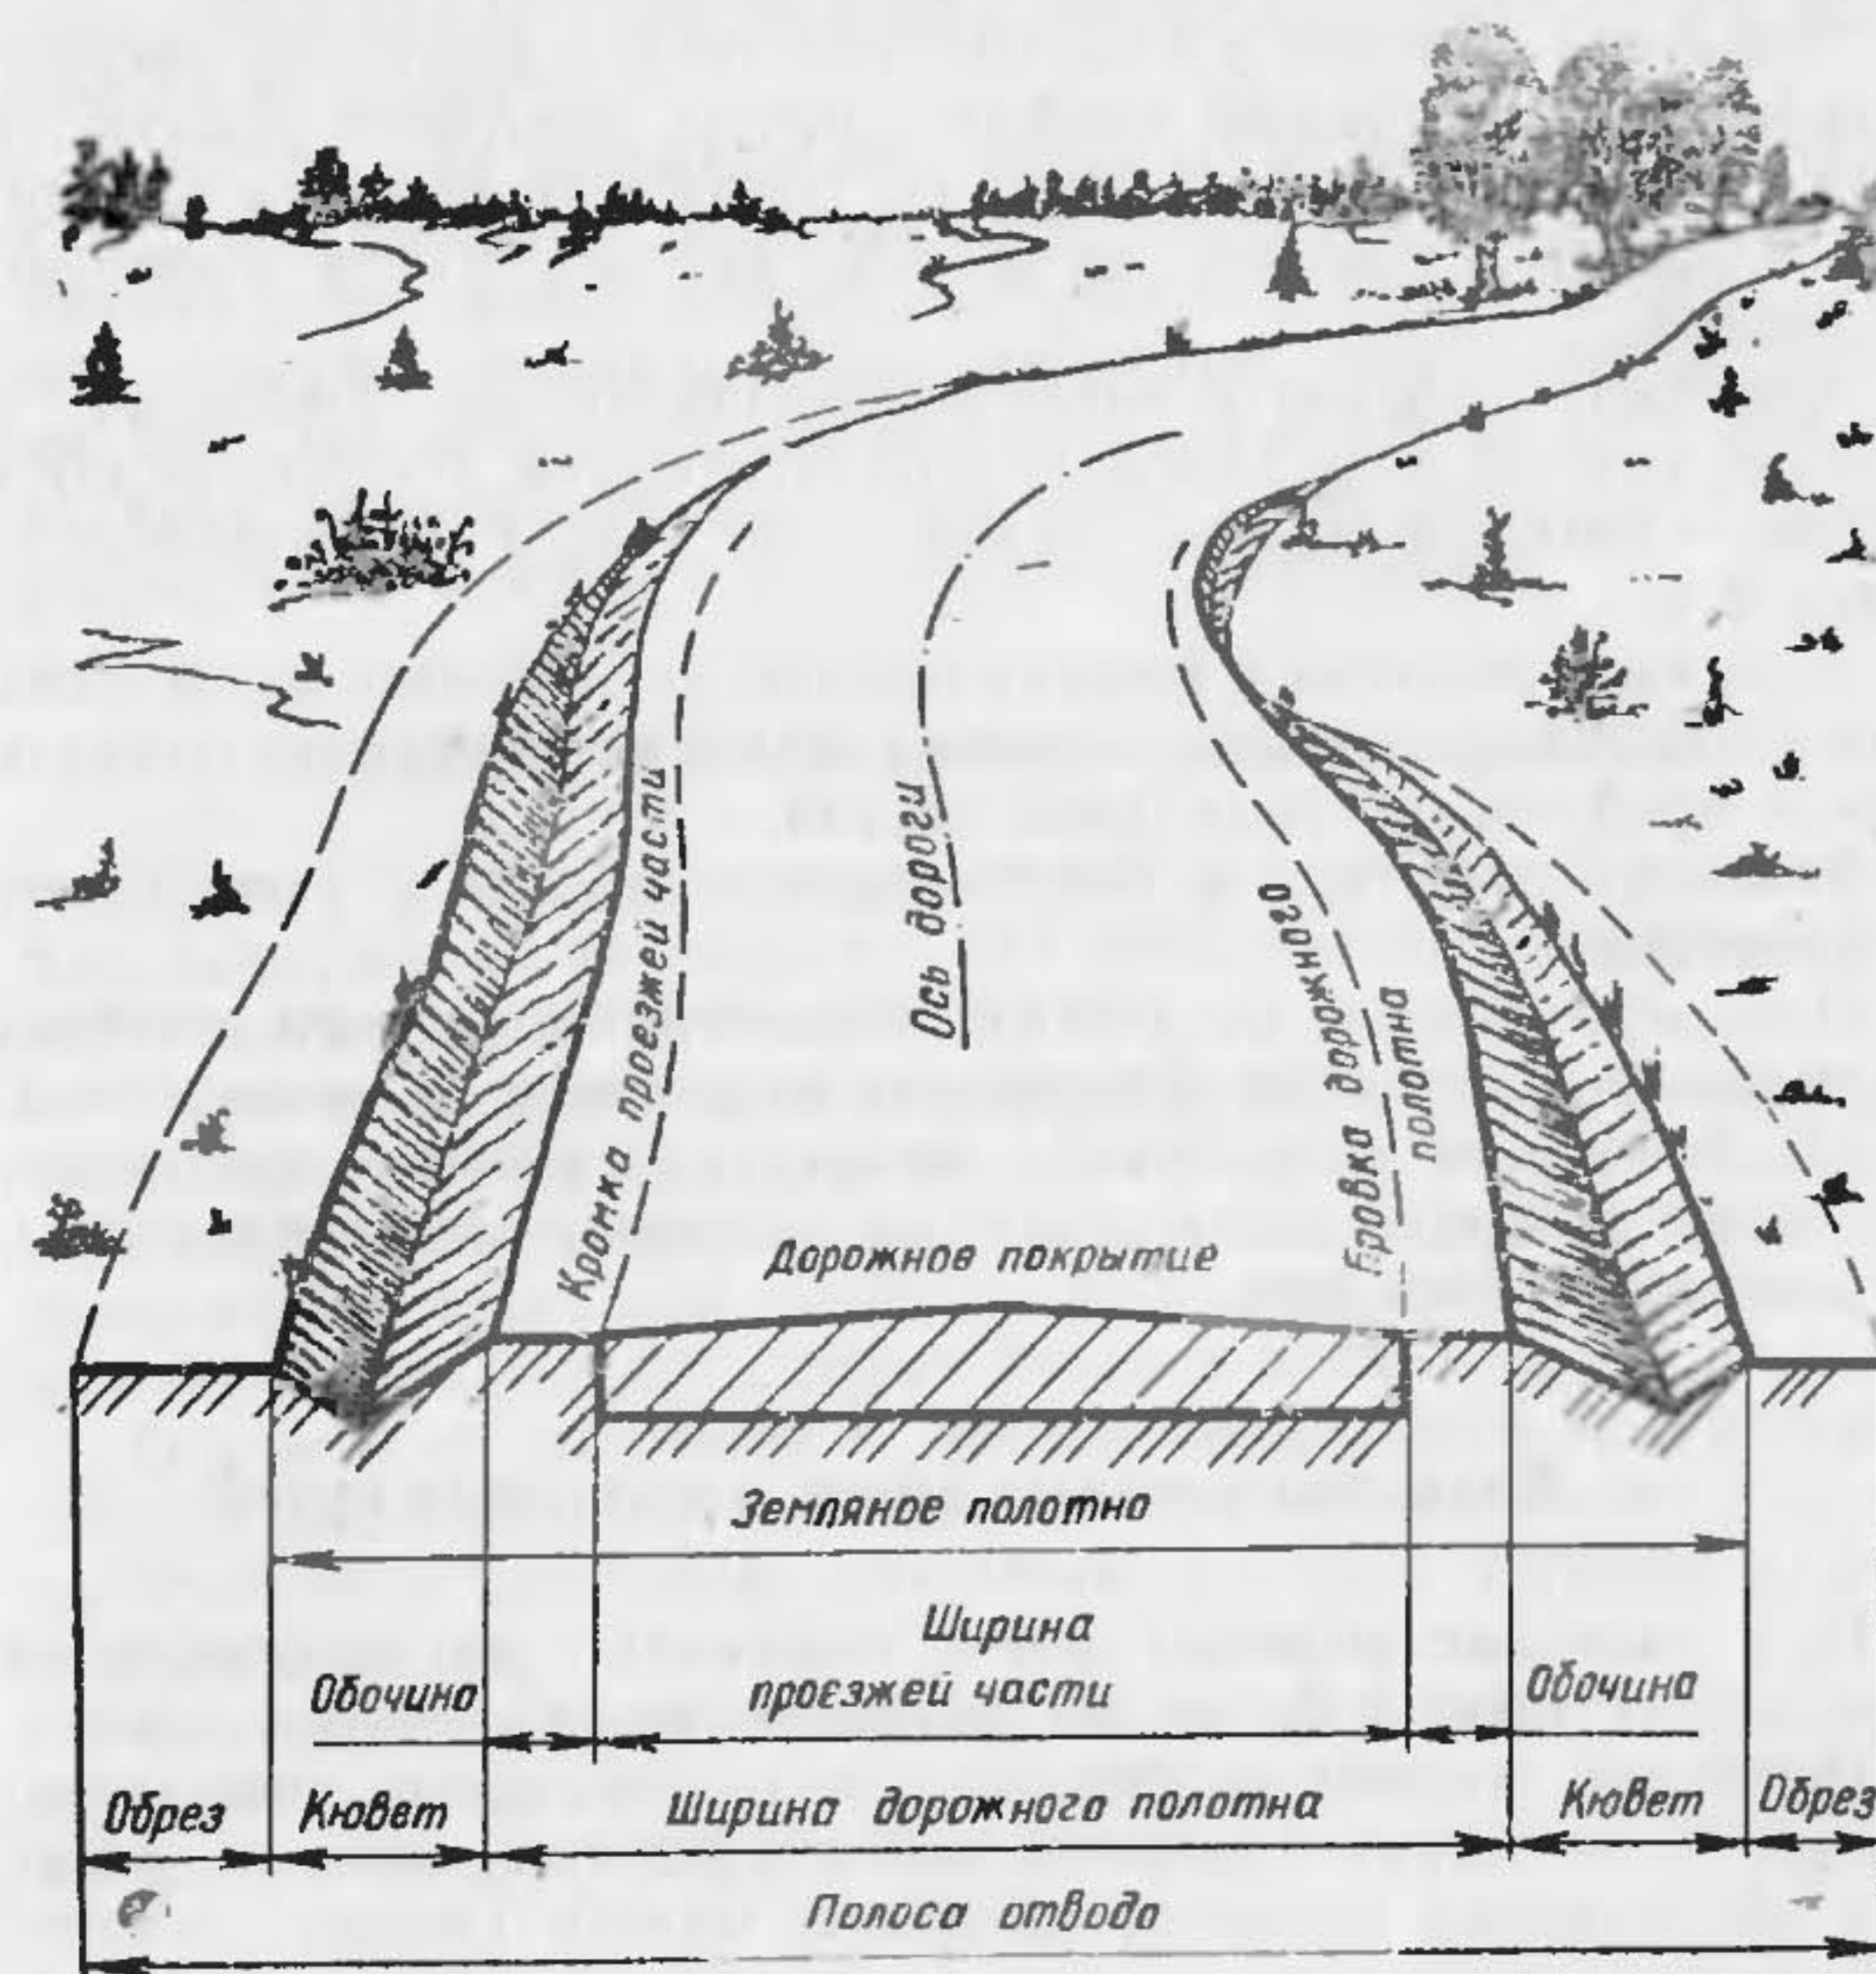 Кромка проезжей части
Ось дороги
Бровка дорожного
полотна
Дорожное покрытие
Земляное полотно
Ширина
проезжей части
Обочина
Обочина
Обрез
Кювет
Ширина дорожного полотна
Кювет
Обрез
Полоса отвода